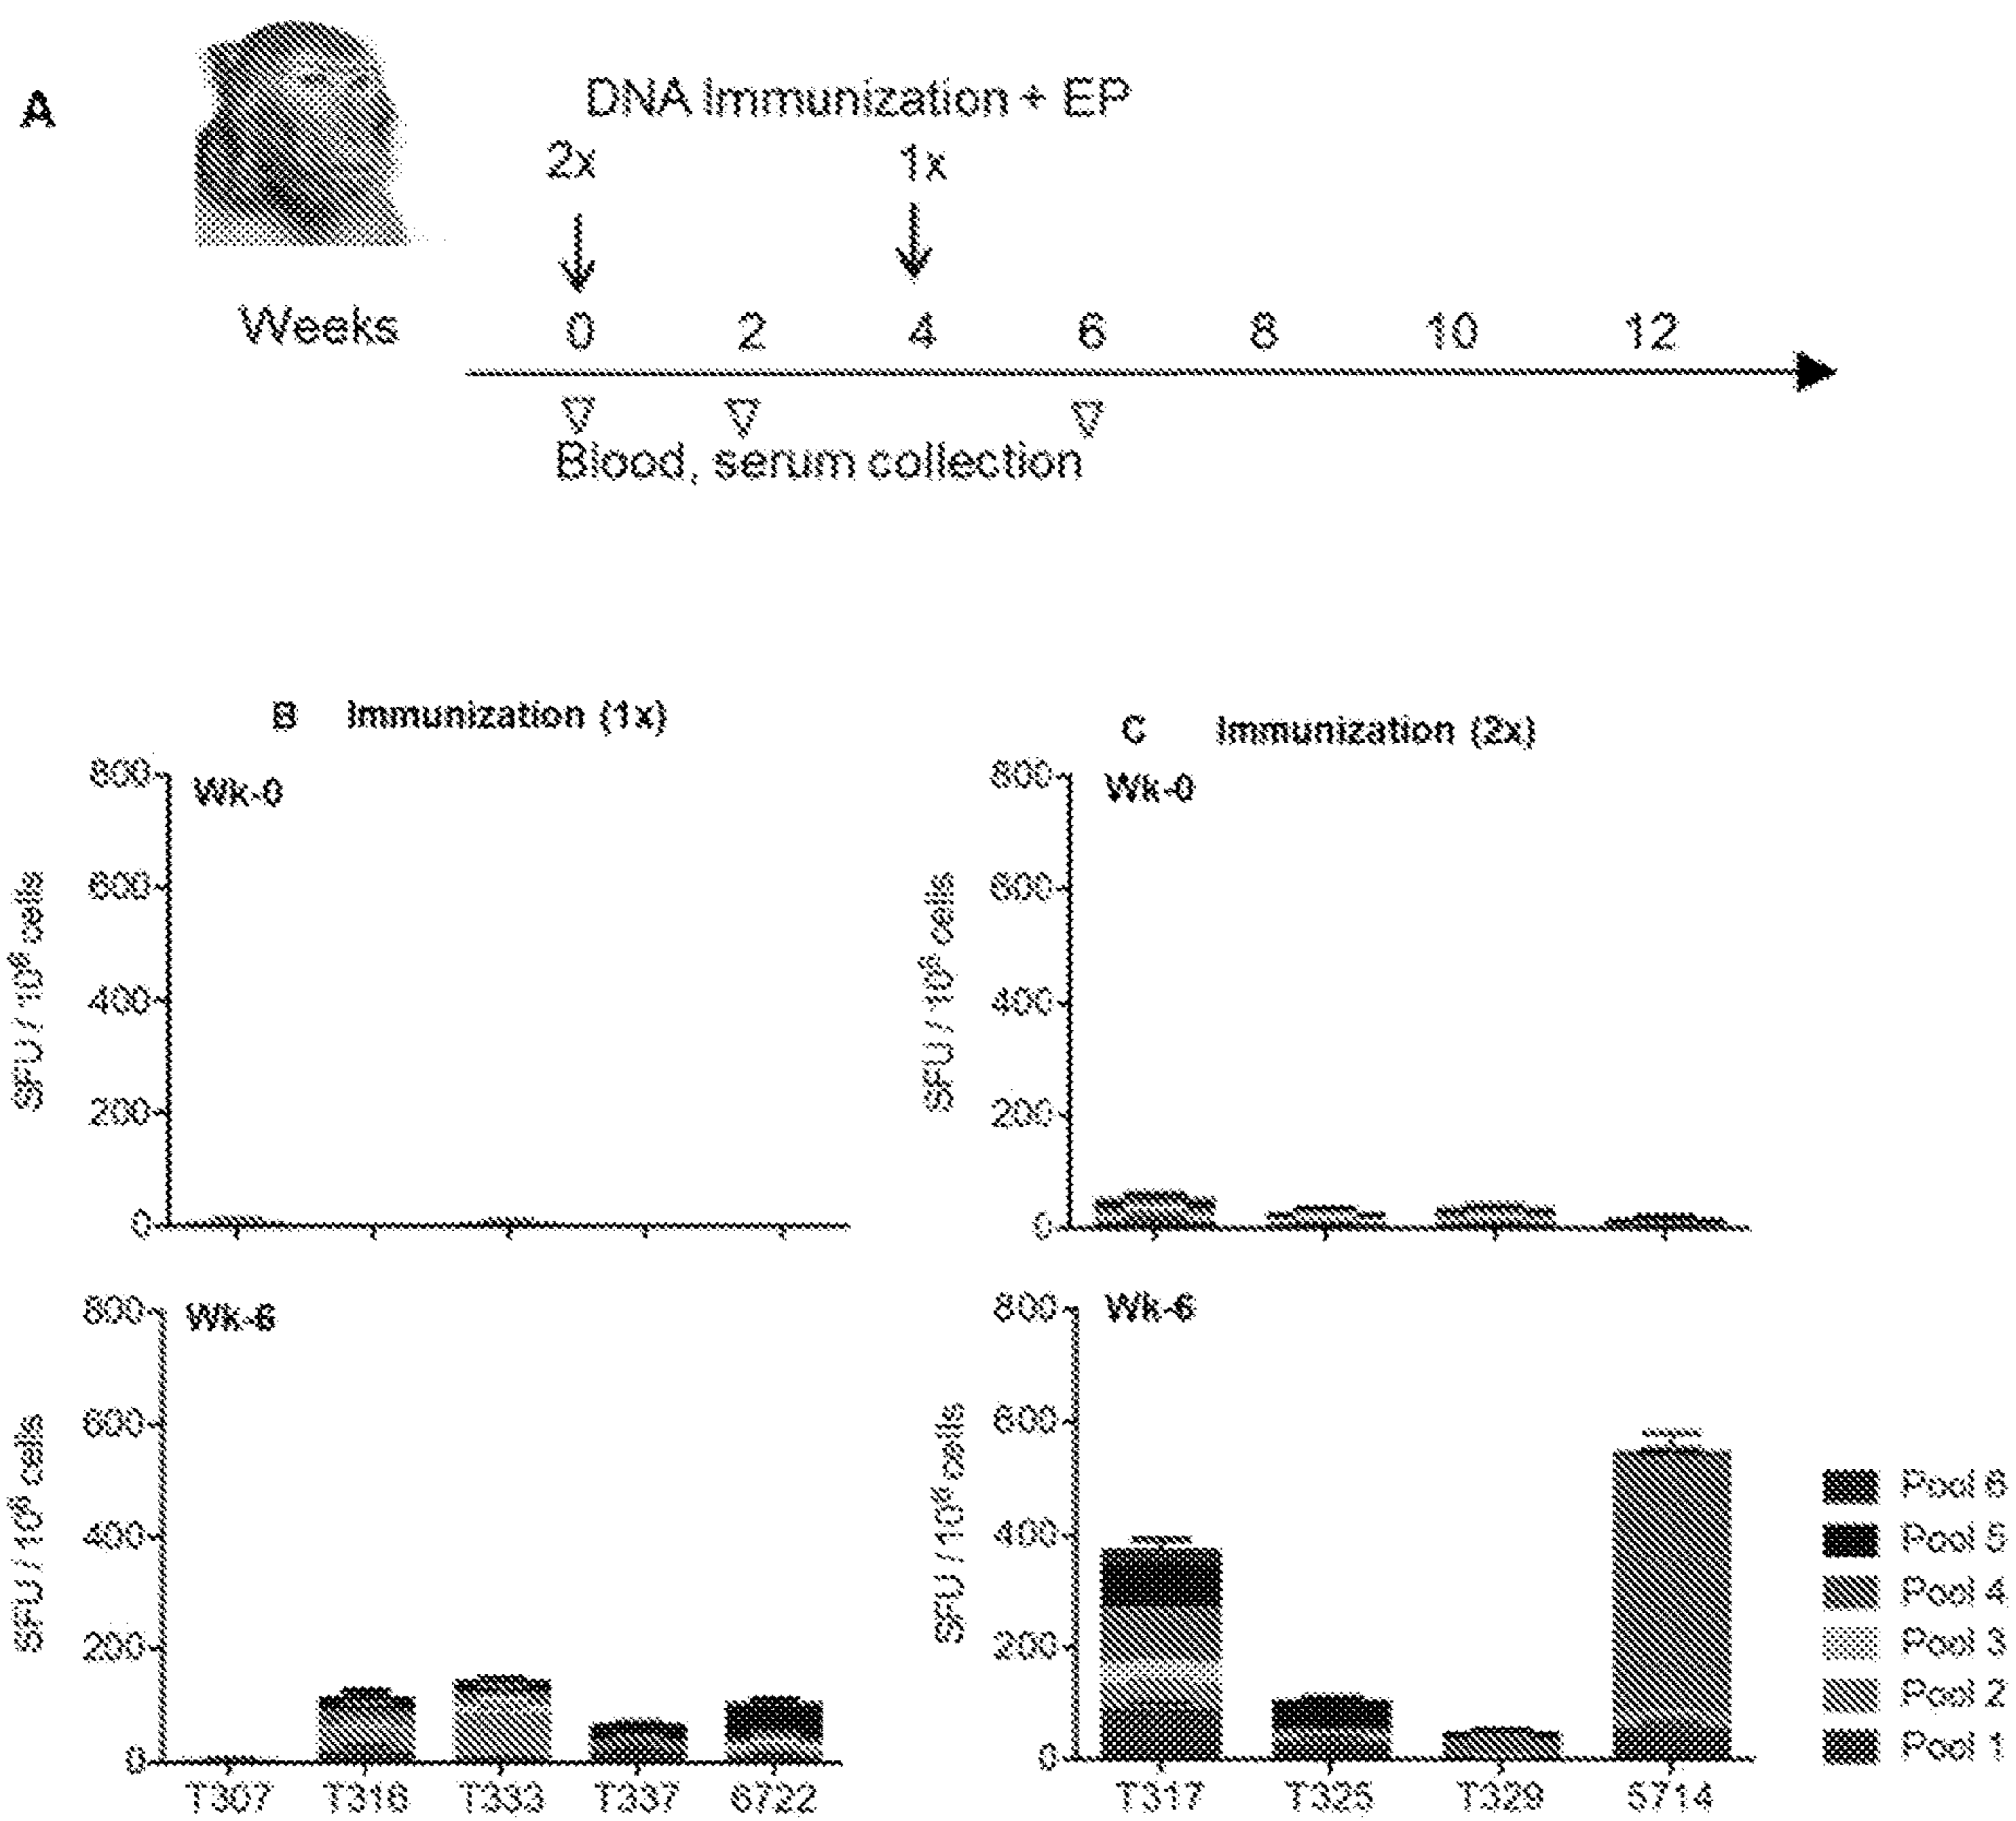 A
DNA Immunization + EP
2x 1x
Weeks 0 2 4 6 8 10 12
Blood, serum collection
B Immunization (1x)
C Immunization (2x)
800
600
400
200
0
SFU / 10⁶ cells
Wk-0
800
600
400
200
0
SFU / 10⁶ cells
Wk-0
800
600
400
200
0
SFU / 10⁶ cells
Wk-6
T307 T316 T333 T337 6722
800
600
400
200
0
SFU / 10⁶ cells
Wk-6
T317 T325 T329 5714
Pool 6
Pool 5
Pool 4
Pool 3
Pool 2
Pool 1